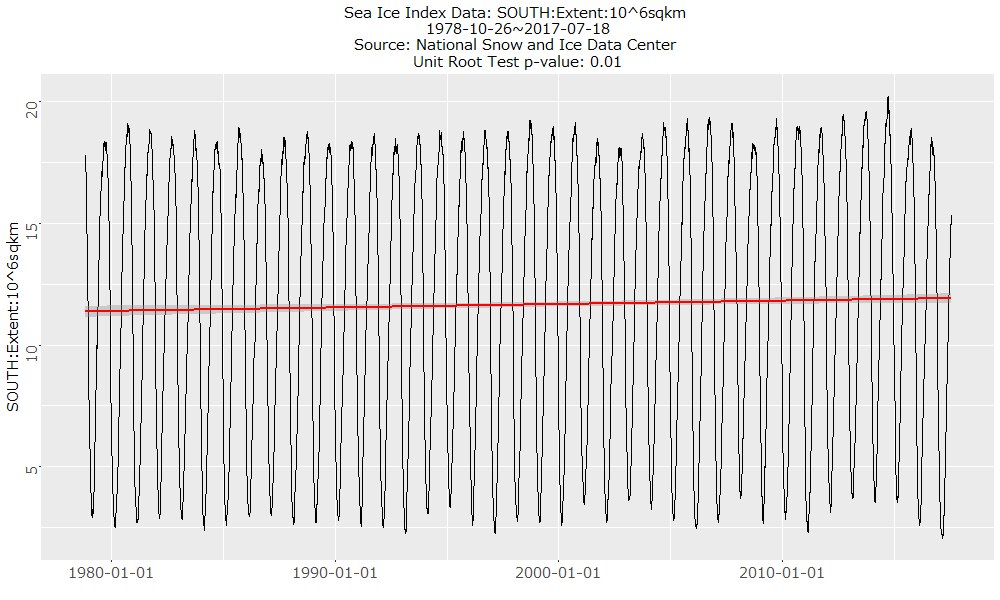 Sea Ice Index Data: SOUTH:Extent:10^6sqkm
1978-10-26~2017-07-18
Source: National Snow and Ice Data Center
Unit Root Test p-value: 0.01
SOUTH:Extent:10^6sqkm
20
15
10
5
1980-01-01
1990-01-01
2000-01-01
2010-01-01